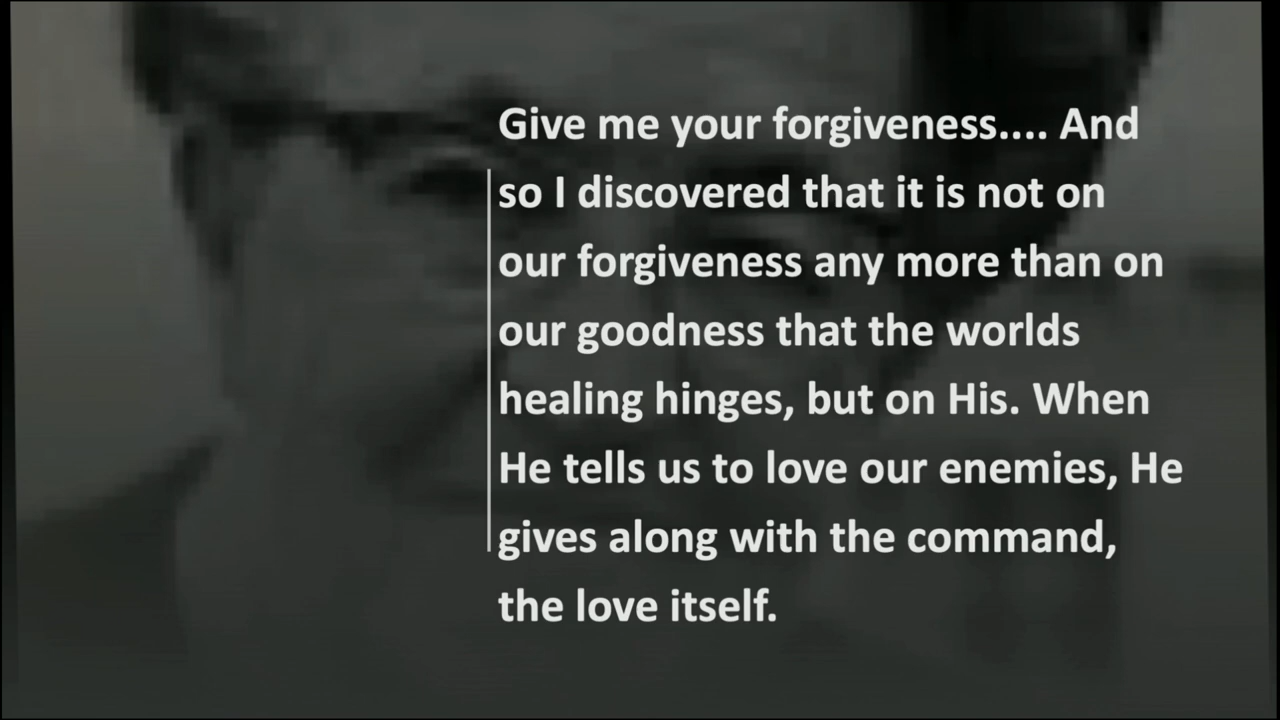 Give me your forgiveness.... And
so I discovered that it is not on
our forgiveness any more than on
our goodness that the worlds
healing hinges, but on His. When
He tells us to love our enemies, He
gives along with the command,
the love itself.